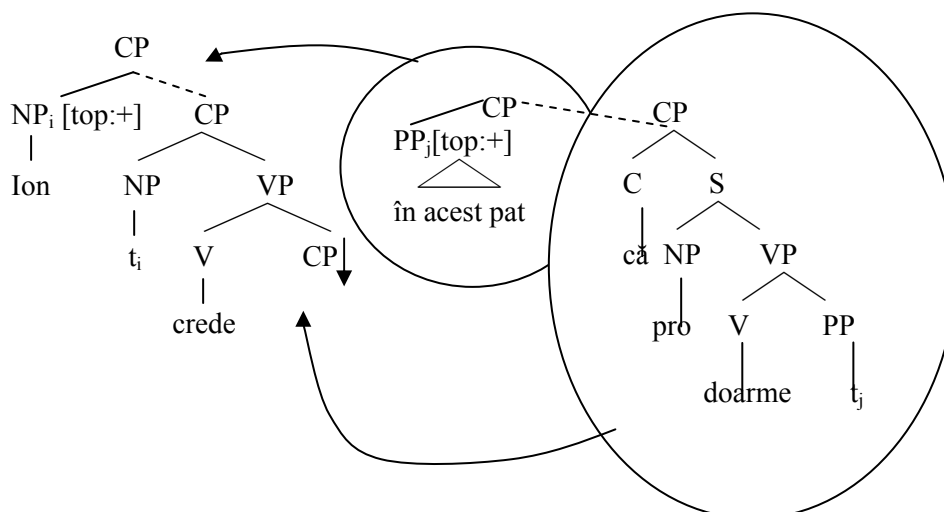 CP
NPi [top:+] CP
Ion NP VP
ti V CP
crede
CP
PPj[top:+]
în acest pat
CP
C S
că NP VP
pro V PP
doarme tj